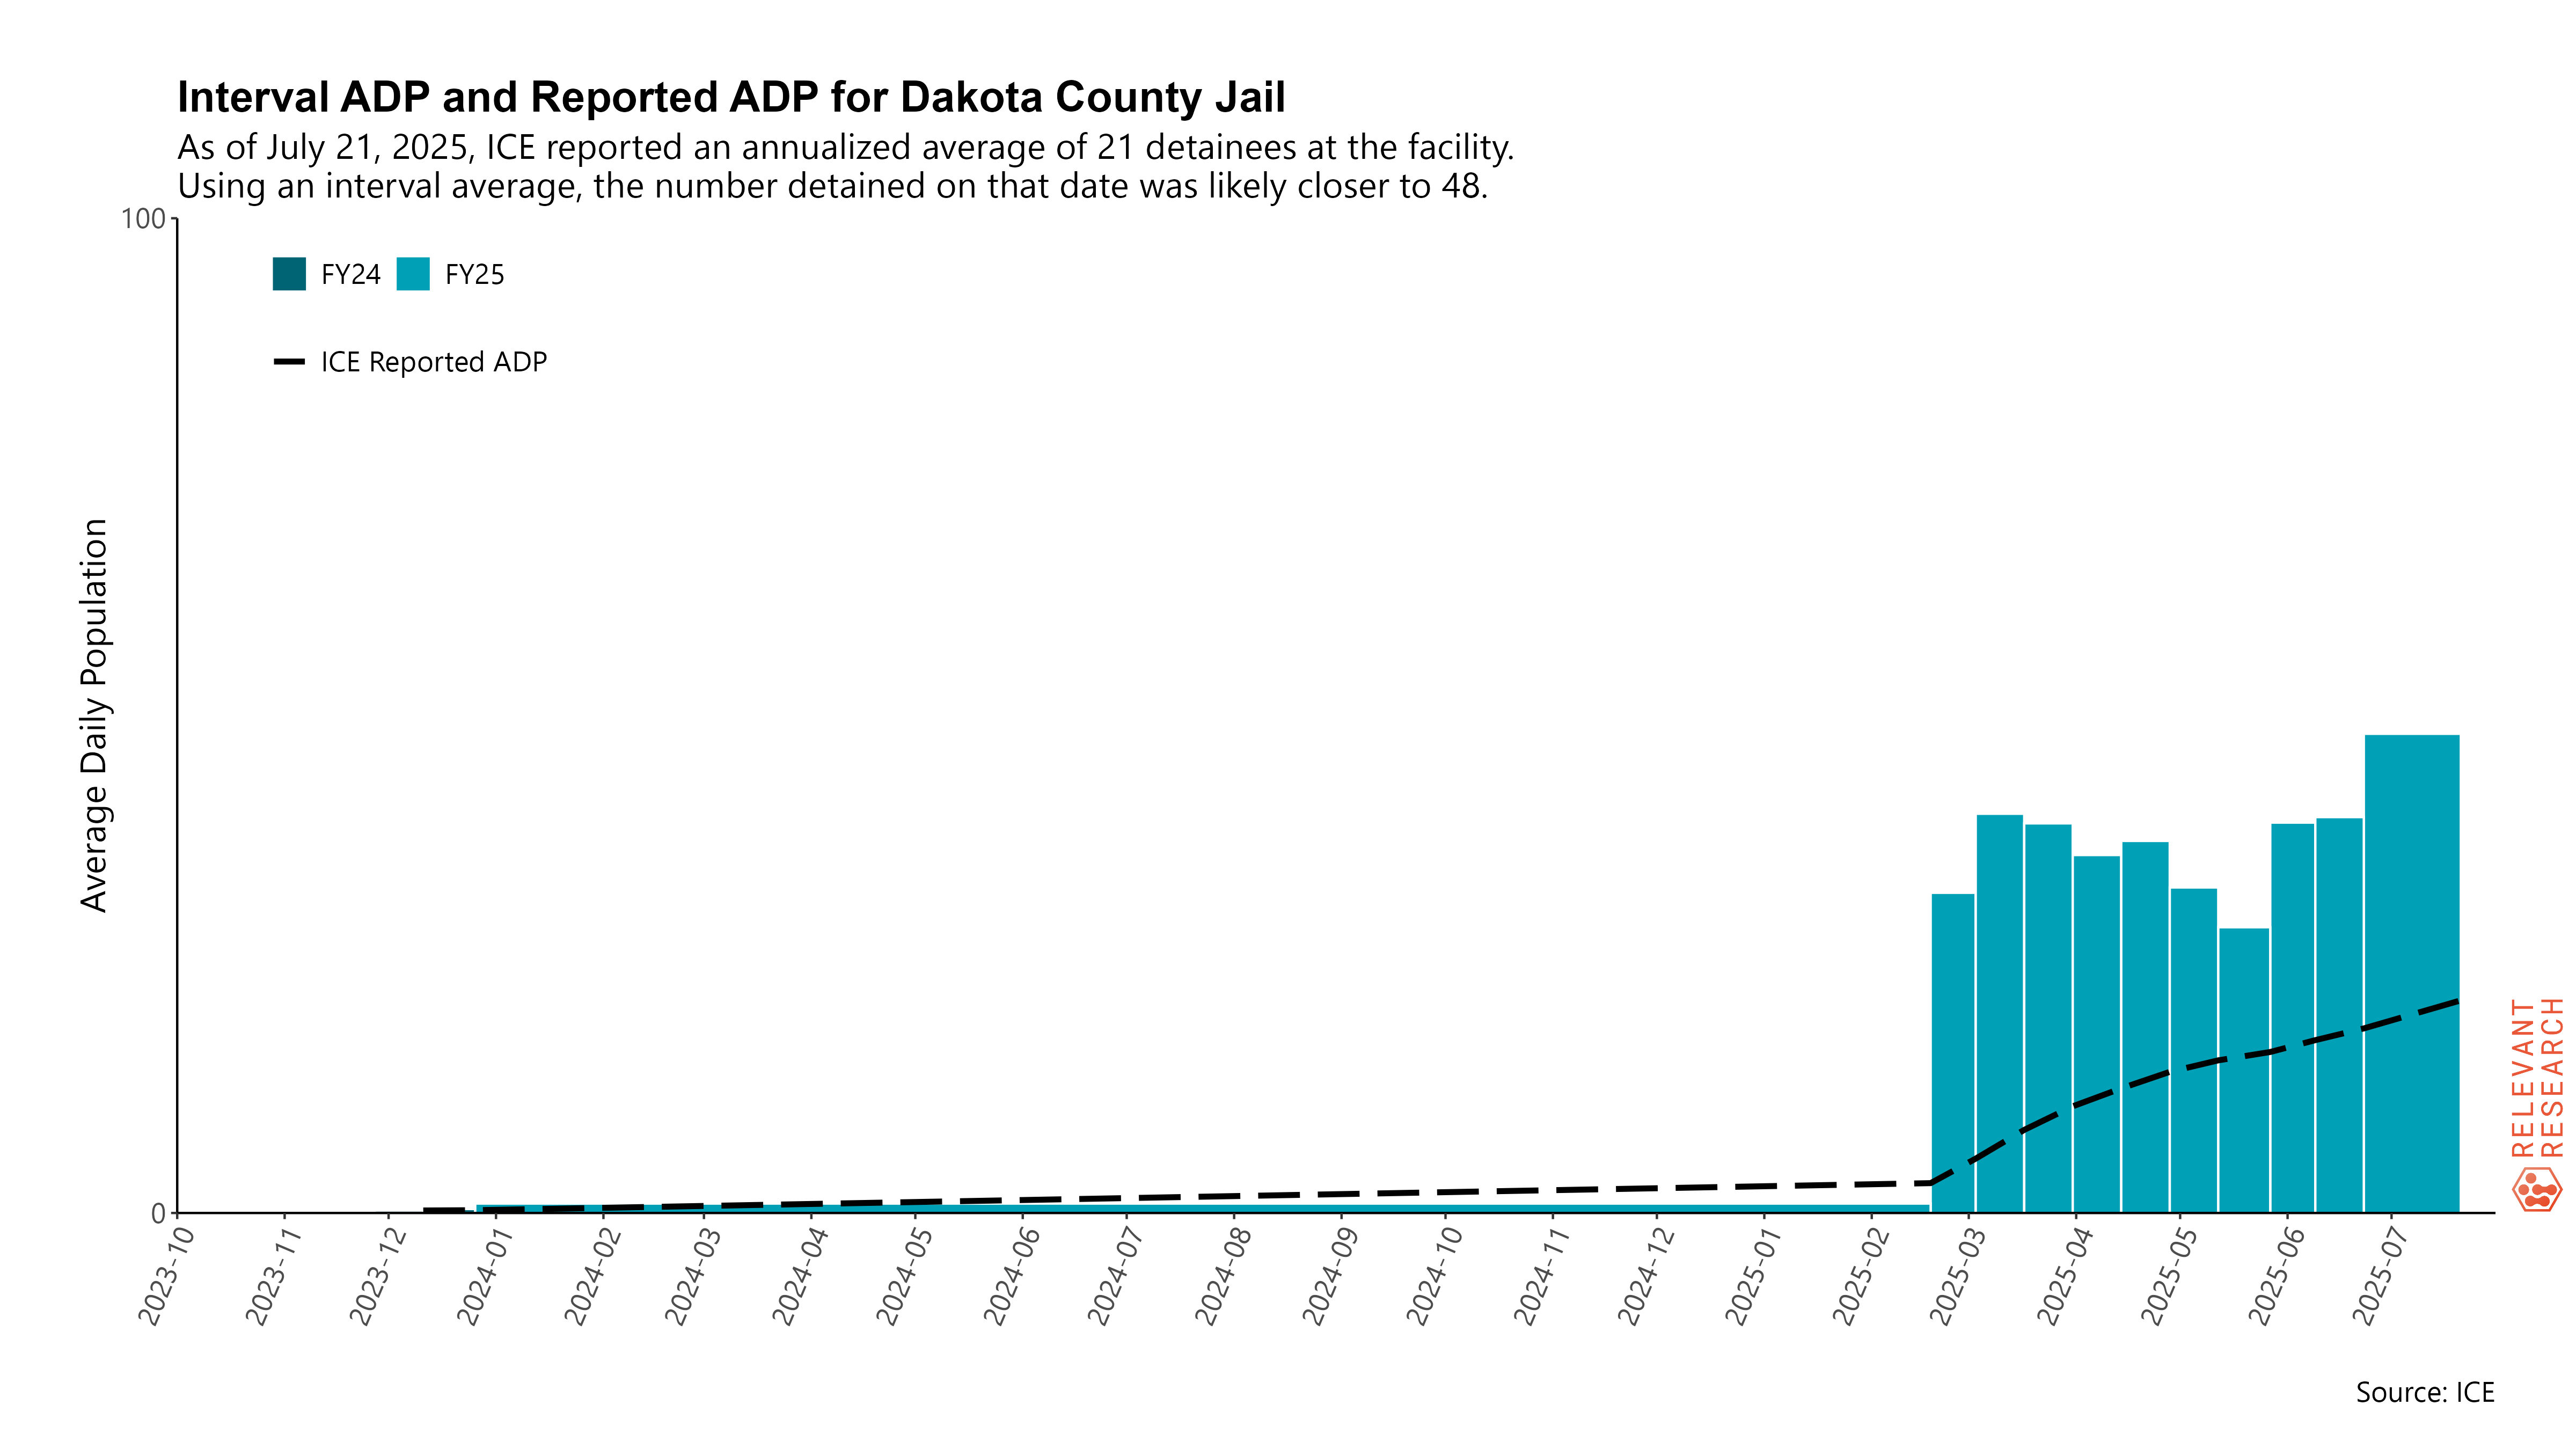 Interval ADP and Reported ADP for Dakota County Jail
As of July 21, 2025, ICE reported an annualized average of 21 detainees at the facility.
Using an interval average, the number detained on that date was likely closer to 48.
100
FY24 FY25
ICE Reported ADP
Average Daily Population
0
2023-10
2023-11
2023-12
2024-01
2024-02
2024-03
2024-04
2024-05
2024-06
2024-07
2024-08
2024-09
2024-10
2024-11
2024-12
2025-01
2025-02
2025-03
2025-04
2025-05
2025-06
2025-07
RELEVANT
RESEARCH
Source: ICE